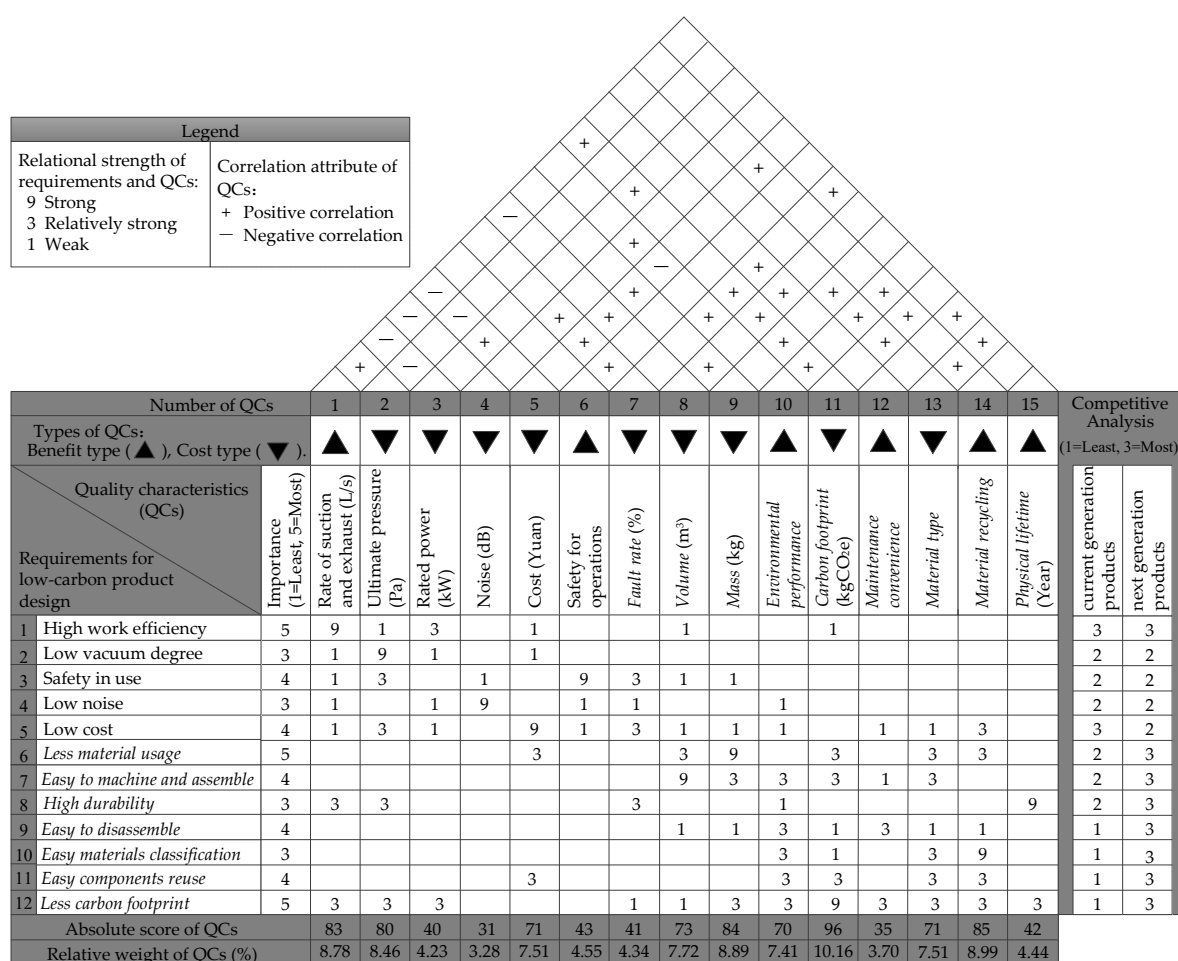 Legend
Relational strength of
requirements and QCs:
9 Strong
3 Relatively strong
1 Weak
Correlation attribute of
QCs:
+ Positive correlation
— Negative correlation
+
+
+ +
—
+
— +
— + + + +
— — + + + + + +
— + + + +
+ — + + +
Number of QCs 1 2 3 4 5 6 7 8 9 10 11 12 13 14 15
Competitive
Analysis
(1=Least, 3=Most)
Types of QCs:
Benefit type ( ▲ ), Cost type ( ▼ ). ▲ ▼ ▼ ▼ ▼ ▲ ▼ ▼ ▼ ▲ ▼ ▲ ▼ ▲ ▲
Quality characteristics
(QCs)
Requirements for
low-carbon product
design
Importance
(1=Least, 5=Most)
Rate of suction
and exhaust (L/s)
Ultimate pressure
(Pa)
Rated power
(kW)
Noise (dB)
Cost (Yuan)
Safety for
operations
Fault rate (%)
Volume (m³)
Mass (kg)
Environmental
performance
Carbon footprint
(kgCO₂e)
Maintenance
convenience
Material type
Material recycling
Physical lifetime
(Year)
current generation
products
next generation
products
1 High work efficiency 5 9 1 3 1 1 1 3 3
2 Low vacuum degree 3 1 9 1 1 2 2
3 Safety in use 4 1 3 1 9 3 1 1 2 2
4 Low noise 3 1 1 9 1 1 1 2 2
5 Low cost 4 1 3 1 9 1 3 1 1 1 1 1 3 3 2
6 Less material usage 5 3 3 9 3 3 3 2 3
7 Easy to machine and assemble 4 9 3 3 3 1 3 2 3
8 High durability 3 3 3 3 1 9 2 3
9 Easy to disassemble 4 1 1 3 1 3 1 1 1 3
10 Easy materials classification 3 3 1 3 9 1 3
11 Easy components reuse 4 3 3 3 3 3 1 3
12 Less carbon footprint 5 3 3 3 1 1 3 3 9 3 3 3 3 1 3
Absolute score of QCs 83 80 40 31 71 43 41 73 84 70 96 35 71 85 42
Relative weight of QCs (%) 8.78 8.46 4.23 3.28 7.51 4.55 4.34 7.72 8.89 7.41 10.16 3.70 7.51 8.99 4.44